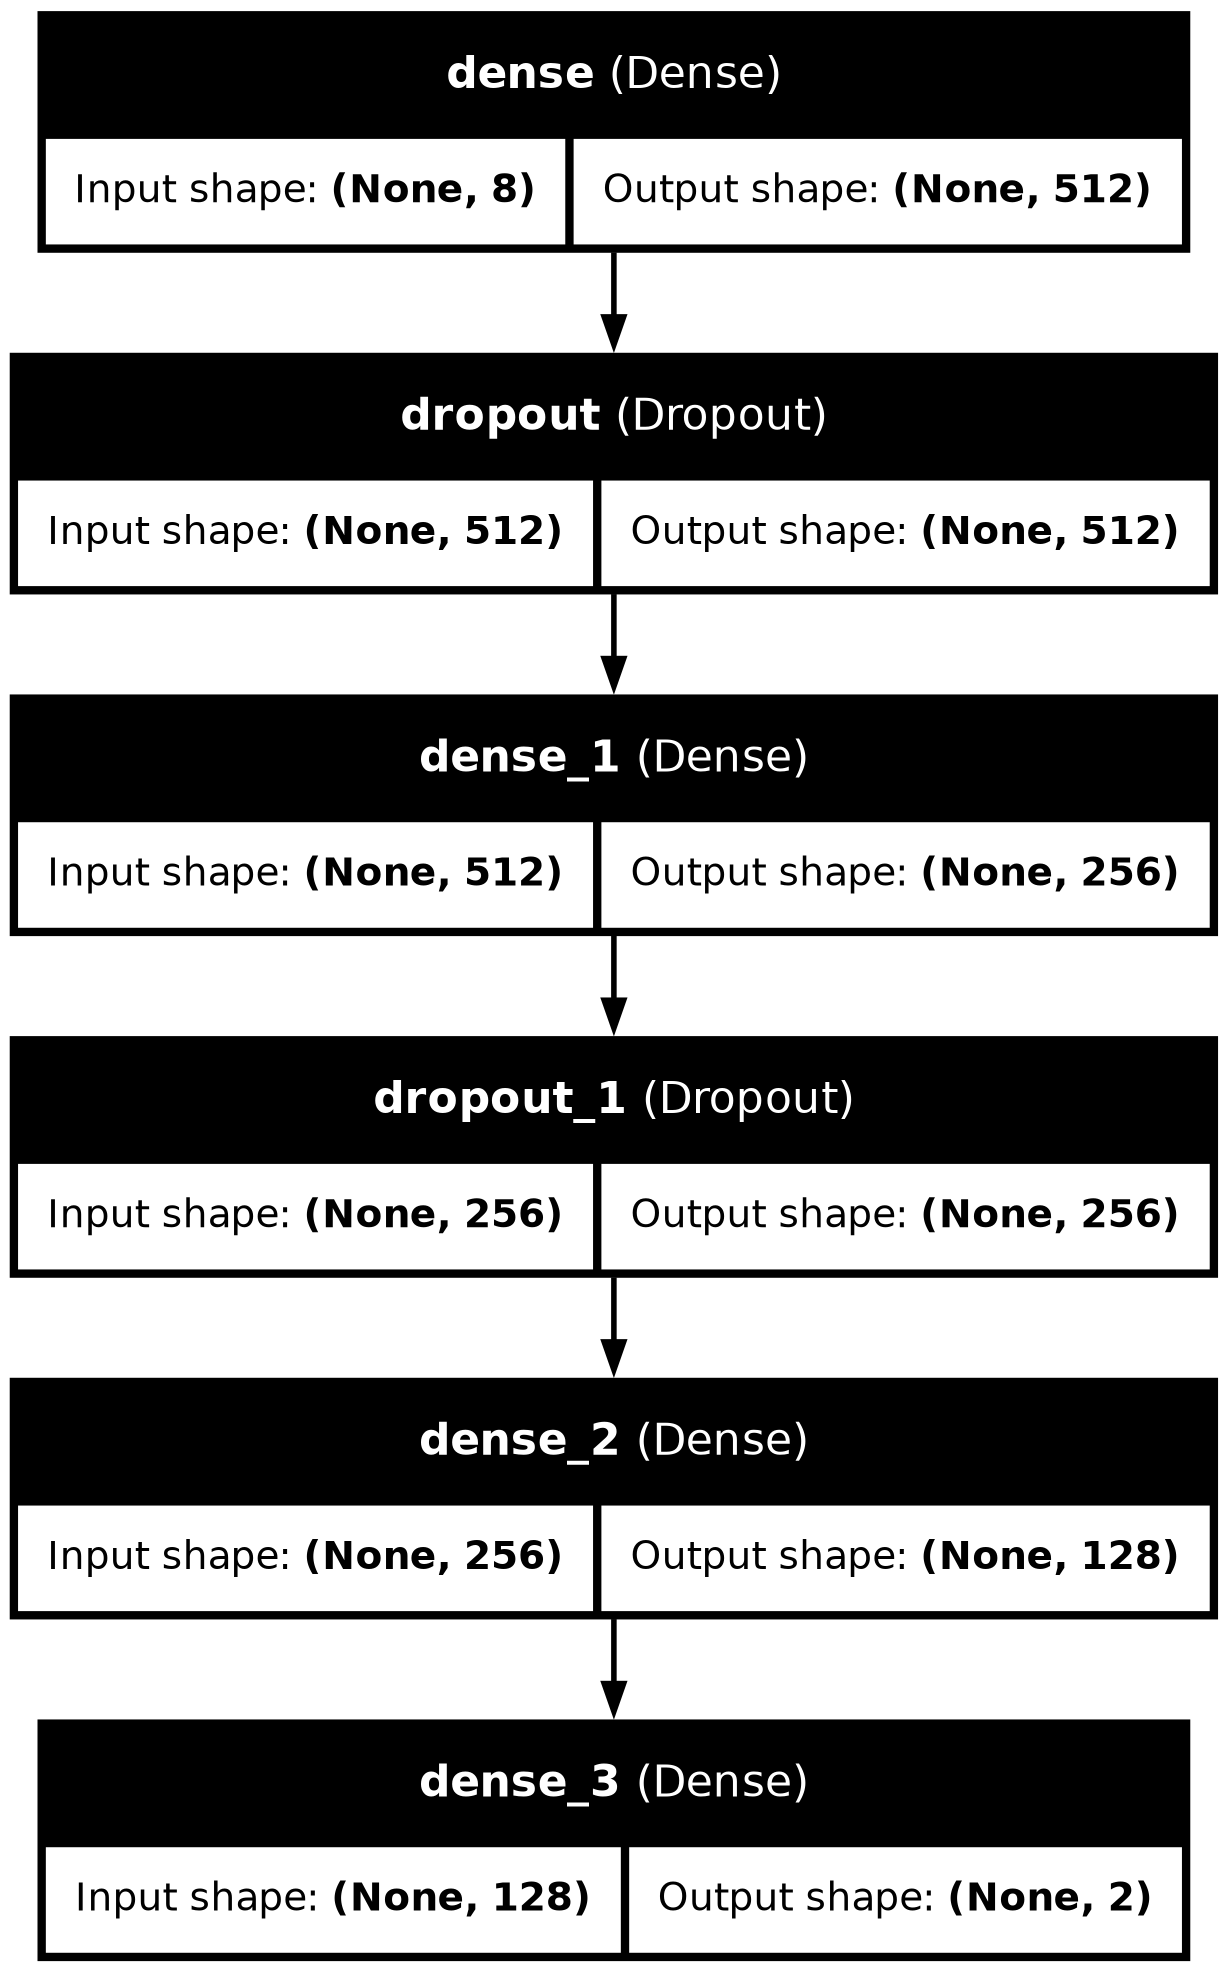 dense (Dense)
Input shape: (None, 8) Output shape: (None, 512)
dropout (Dropout)
Input shape: (None, 512) Output shape: (None, 512)
dense_1 (Dense)
Input shape: (None, 512) Output shape: (None, 256)
dropout_1 (Dropout)
Input shape: (None, 256) Output shape: (None, 256)
dense_2 (Dense)
Input shape: (None, 256) Output shape: (None, 128)
dense_3 (Dense)
Input shape: (None, 128) Output shape: (None, 2)